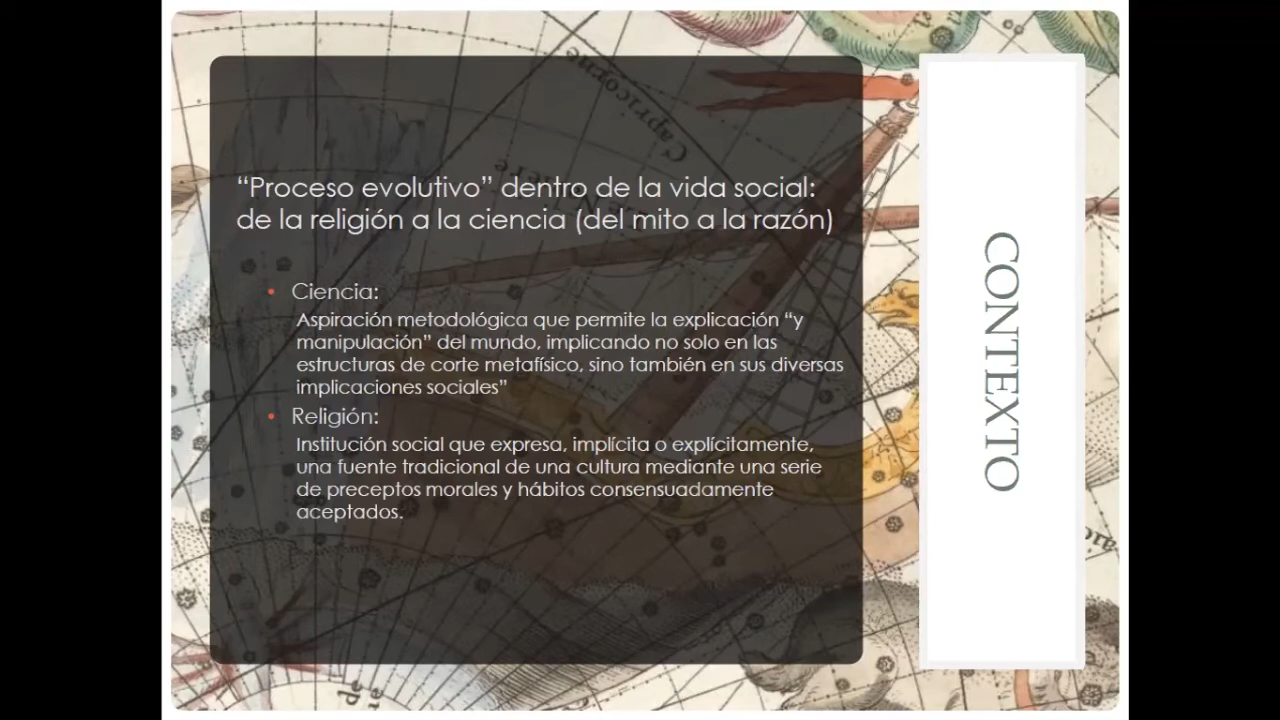 “Proceso evolutivo” dentro de la vida social:
de la religión a la ciencia (del mito a la razón)
• Ciencia:
Aspiración metodológica que permite la explicación “y
manipulación” del mundo, implicando no solo en las
estructuras de corte metafísico, sino también en sus diversas
implicaciones sociales”
• Religión:
Institución social que expresa, implícita o explícitamente,
una fuente tradicional de una cultura mediante una serie
de preceptos morales y hábitos consensuadamente
aceptados.
CONTEXTO
Capricorne